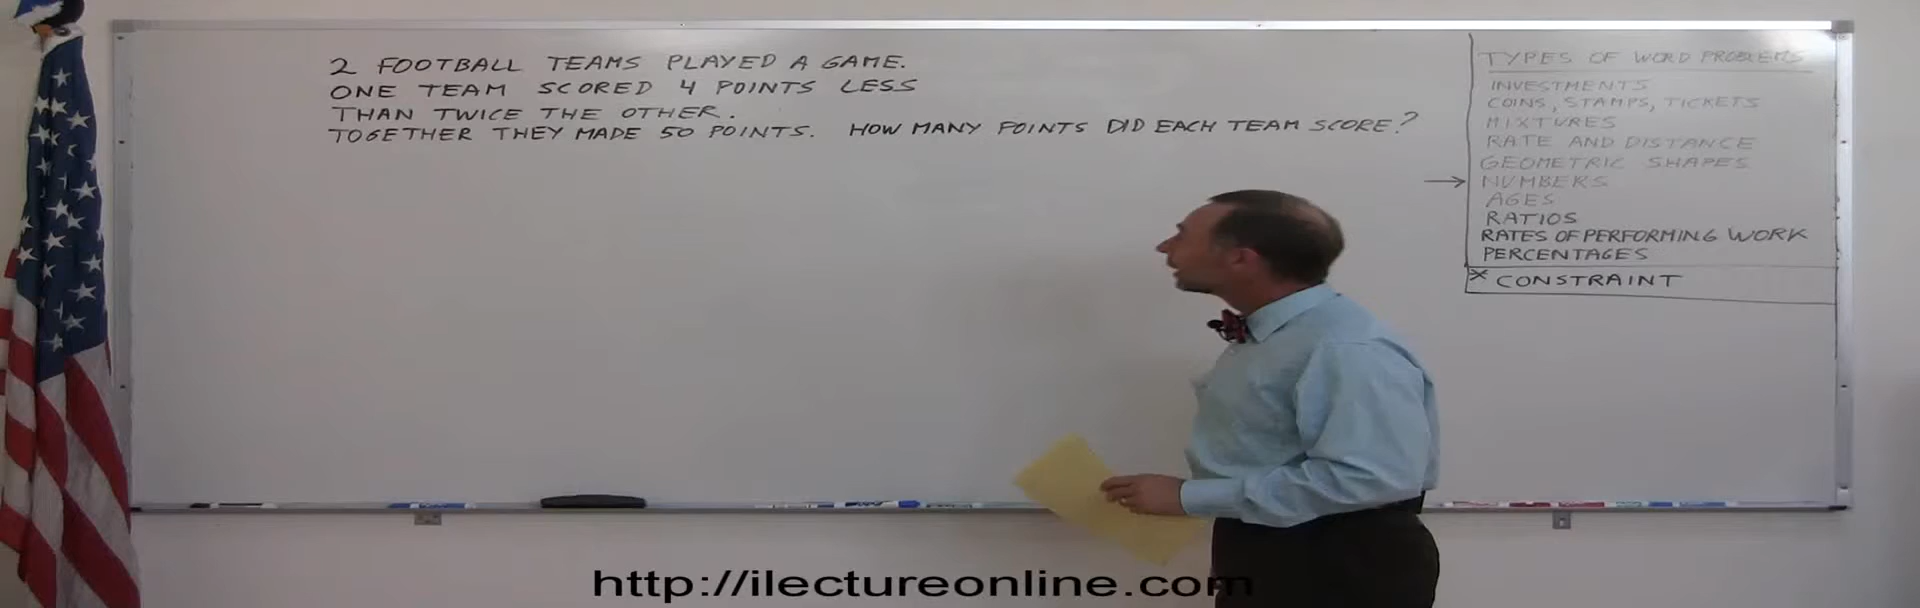 2 FOOTBALL TEAMS PLAYED A GAME.
ONE TEAM SCORED 4 POINTS LESS
THAN TWICE THE OTHER.
TOGETHER THEY MADE 50 POINTS. HOW MANY POINTS DID EACH TEAM SCORE?
TYPES OF WORD PROBLEMS
INVESTMENTS
COINS, STAMPS, TICKETS
MIXTURES
RATE AND DISTANCE
GEOMETRIC SHAPES
→ NUMBERS
AGES
RATIOS
RATES OF PERFORMING WORK
PERCENTAGES
* CONSTRAINT
http://ilectureonline.com